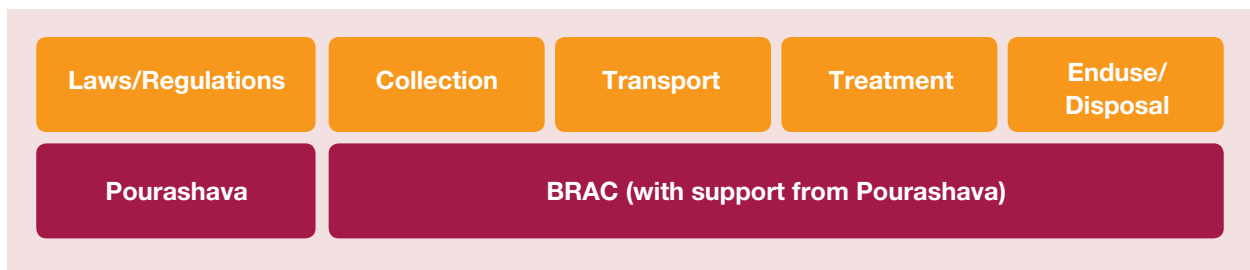 Laws/Regulations
Collection
Transport
Treatment
Enduse/
Disposal
Pourashava
BRAC (with support from Pourashava)